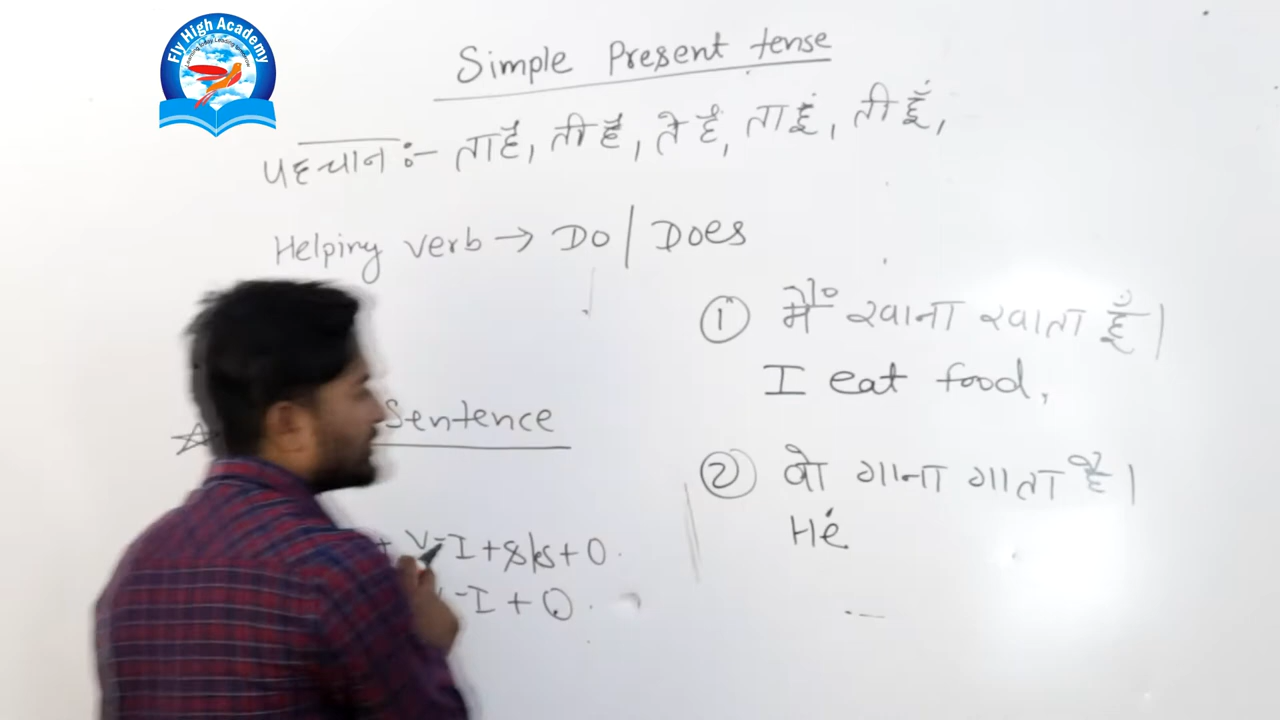 Fly High Academy
Simple Present tense
पहचान :- ता है, ती है, ते है, ता हूं, ती हूँ,
Helping verb → DO / DOES
① मैं खाना खाता हूँ।
I eat food,
Sentence
② वो गाना गाता है।
He
+ V-I + s/es + O.
-I + O.